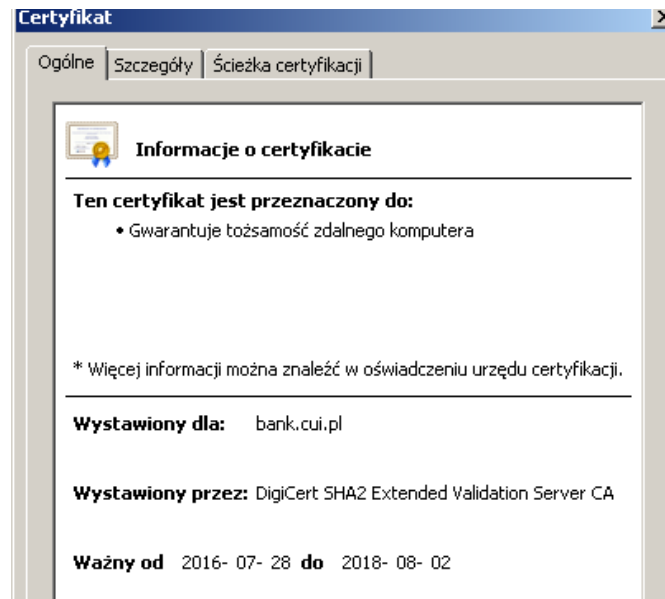 Certyfikat
Ogólne Szczegóły Ścieżka certyfikacji
Informacje o certyfikacie
Ten certyfikat jest przeznaczony do:
• Gwarantuje tożsamość zdalnego komputera
* Więcej informacji można znaleźć w oświadczeniu urzędu certyfikacji.
Wystawiony dla: bank.cui.pl
Wystawiony przez: DigiCert SHA2 Extended Validation Server CA
Ważny od 2016- 07- 28 do 2018- 08- 02